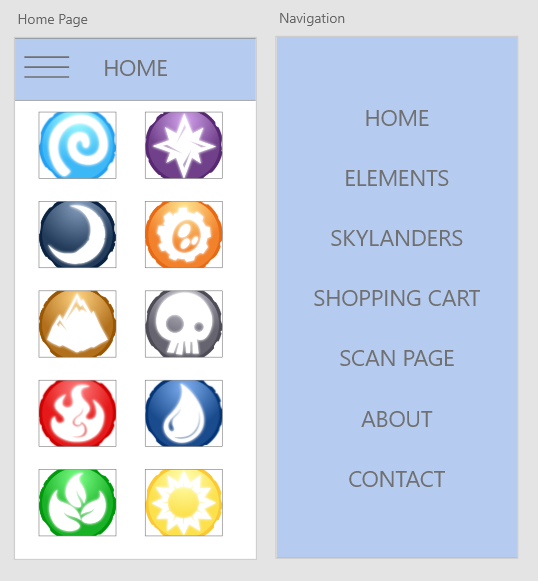 Home Page
HOME
Navigation
HOME
ELEMENTS
SKYLANDERS
SHOPPING CART
SCAN PAGE
ABOUT
CONTACT